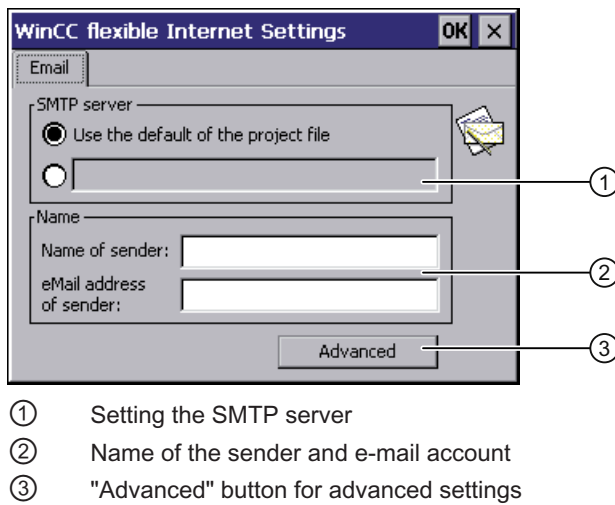 WinCC flexible Internet Settings OK ×
Email
SMTP server
Use the default of the project file
①
Name
Name of sender:
②
eMail address
of sender:
Advanced ③
① Setting the SMTP server
② Name of the sender and e-mail account
③ "Advanced" button for advanced settings